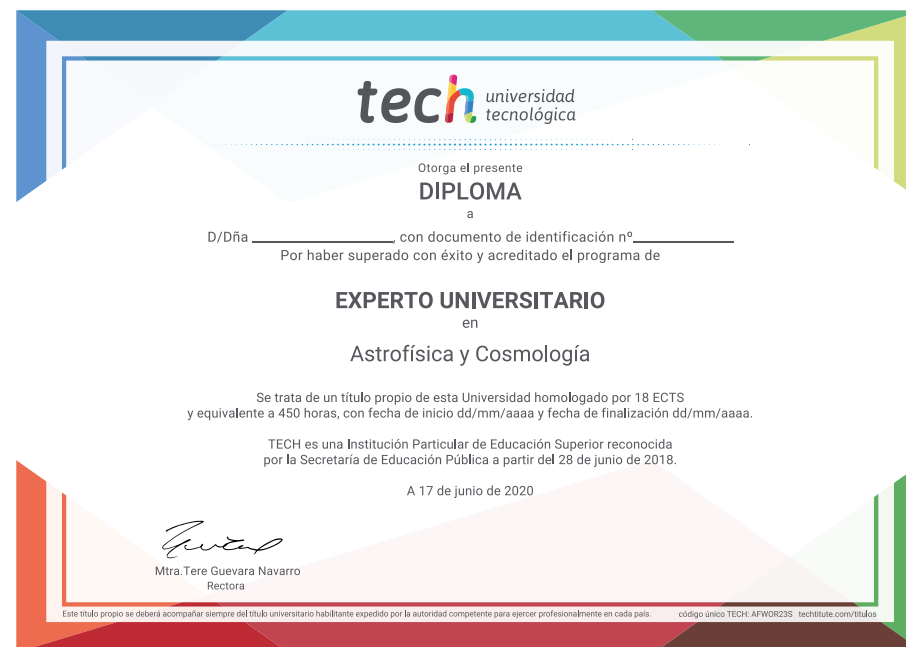 tech universidad
tecnológica
Otorga el presente
DIPLOMA
a
D/Dña ____________________, con documento de identificación nº______________
Por haber superado con éxito y acreditado el programa de
EXPERTO UNIVERSITARIO
en
Astrofísica y Cosmología
Se trata de un título propio de esta Universidad homologado por 18 ECTS
y equivalente a 450 horas, con fecha de inicio dd/mm/aaaa y fecha de finalización dd/mm/aaaa.
TECH es una Institución Particular de Educación Superior reconocida
por la Secretaría de Educación Pública a partir del 28 de junio de 2018.
A 17 de junio de 2020
Mtra.Tere Guevara Navarro
Rectora
Este título propio se deberá acompañar siempre del título universitario habilitante expedido por la autoridad competente para ejercer profesionalmente en cada país. código único TECH: AFWOR23S techtitute.com/titulos